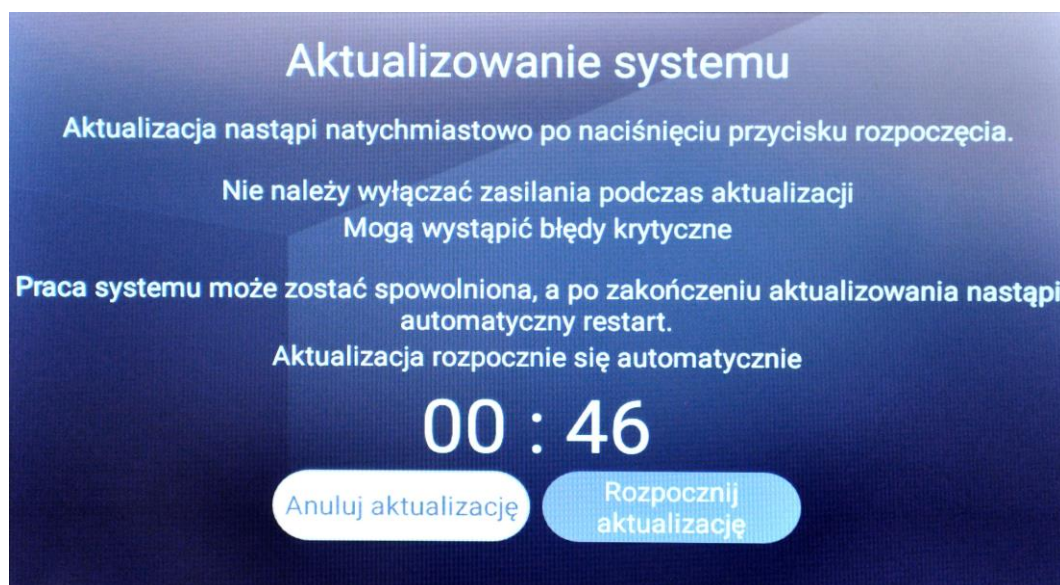 Aktualizowanie systemu
Aktualizacja nastąpi natychmiastowo po naciśnięciu przycisku rozpoczęcia.
Nie należy wyłączać zasilania podczas aktualizacji
Mogą wystąpić błędy krytyczne
Praca systemu może zostać spowolniona, a po zakończeniu aktualizowania nastąpi
automatyczny restart.
Aktualizacja rozpocznie się automatycznie
00 : 46
Anuluj aktualizację
Rozpocznij
aktualizację